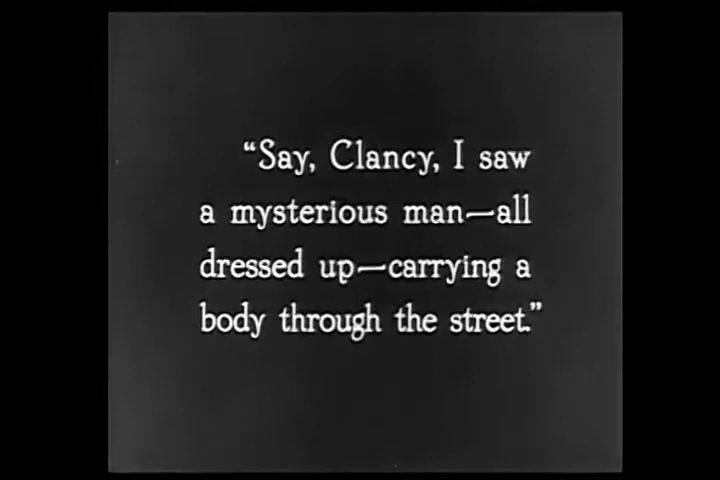 “Say, Clancy, I saw
a mysterious man—all
dressed up—carrying a
body through the street.”